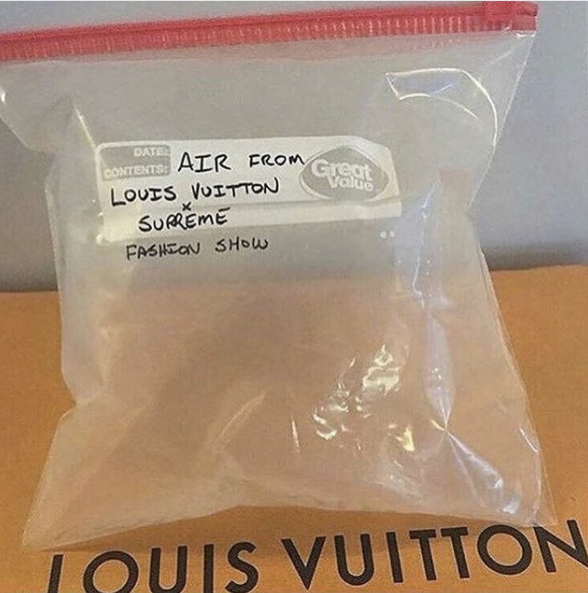 DATE:
CONTENTS: AIR FROM
Great
Value
LOUIS VUITTON
x
SUPREME
FASHION SHOW
LOUIS VUITTON